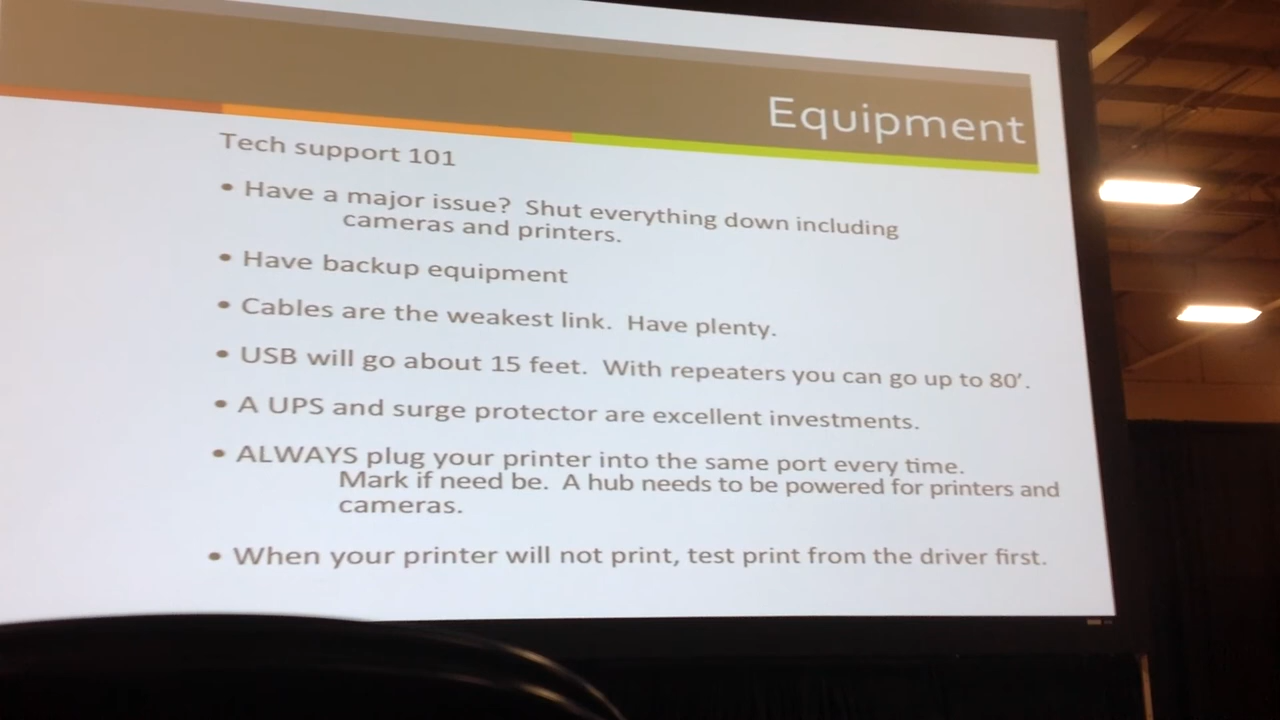 Equipment
Tech support 101
• Have a major issue?  Shut everything down including
cameras and printers.
• Have backup equipment
• Cables are the weakest link.  Have plenty.
• USB will go about 15 feet.  With repeaters you can go up to 80’.
• A UPS and surge protector are excellent investments.
• ALWAYS plug your printer into the same port every time.
Mark if need be.  A hub needs to be powered for printers and
cameras.
• When your printer will not print, test print from the driver first.